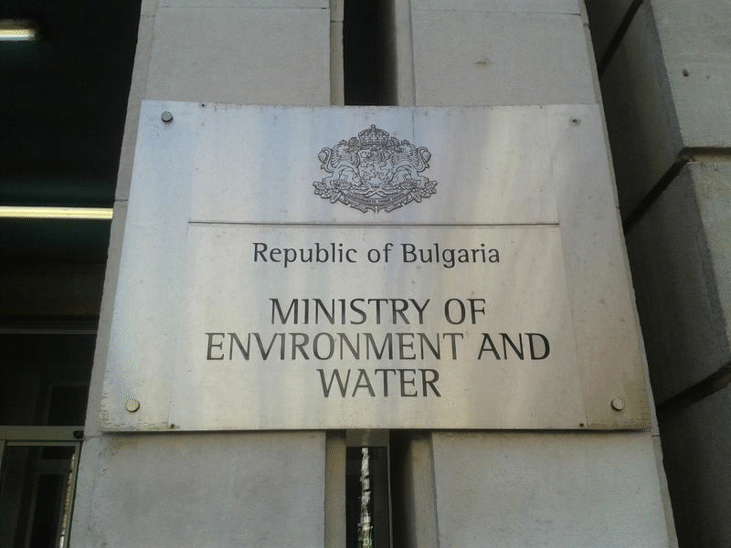 Republic of Bulgaria
MINISTRY OF
ENVIRONMENT AND
WATER